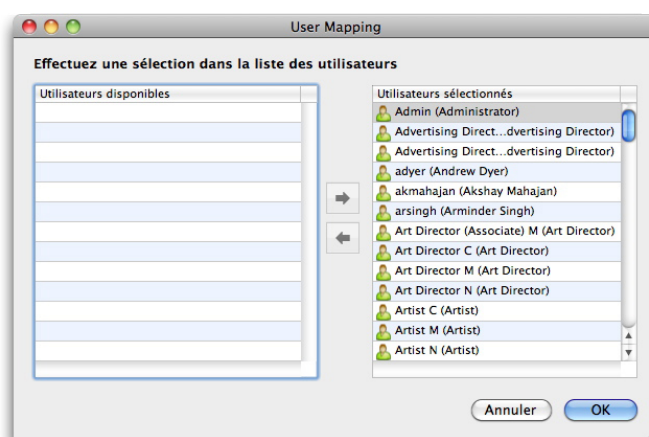 User Mapping
Effectuez une sélection dans la liste des utilisateurs
Utilisateurs disponibles
Utilisateurs sélectionnés
Admin (Administrator)
Advertising Direct...dvertising Director)
Advertising Direct...dvertising Director)
adyer (Andrew Dyer)
akmahajan (Akshay Mahajan)
arsingh (Arminder Singh)
Art Director (Associate) M (Art Director)
Art Director C (Art Director)
Art Director M (Art Director)
Art Director N (Art Director)
Artist C (Artist)
Artist M (Artist)
Artist N (Artist)
Annuler
OK